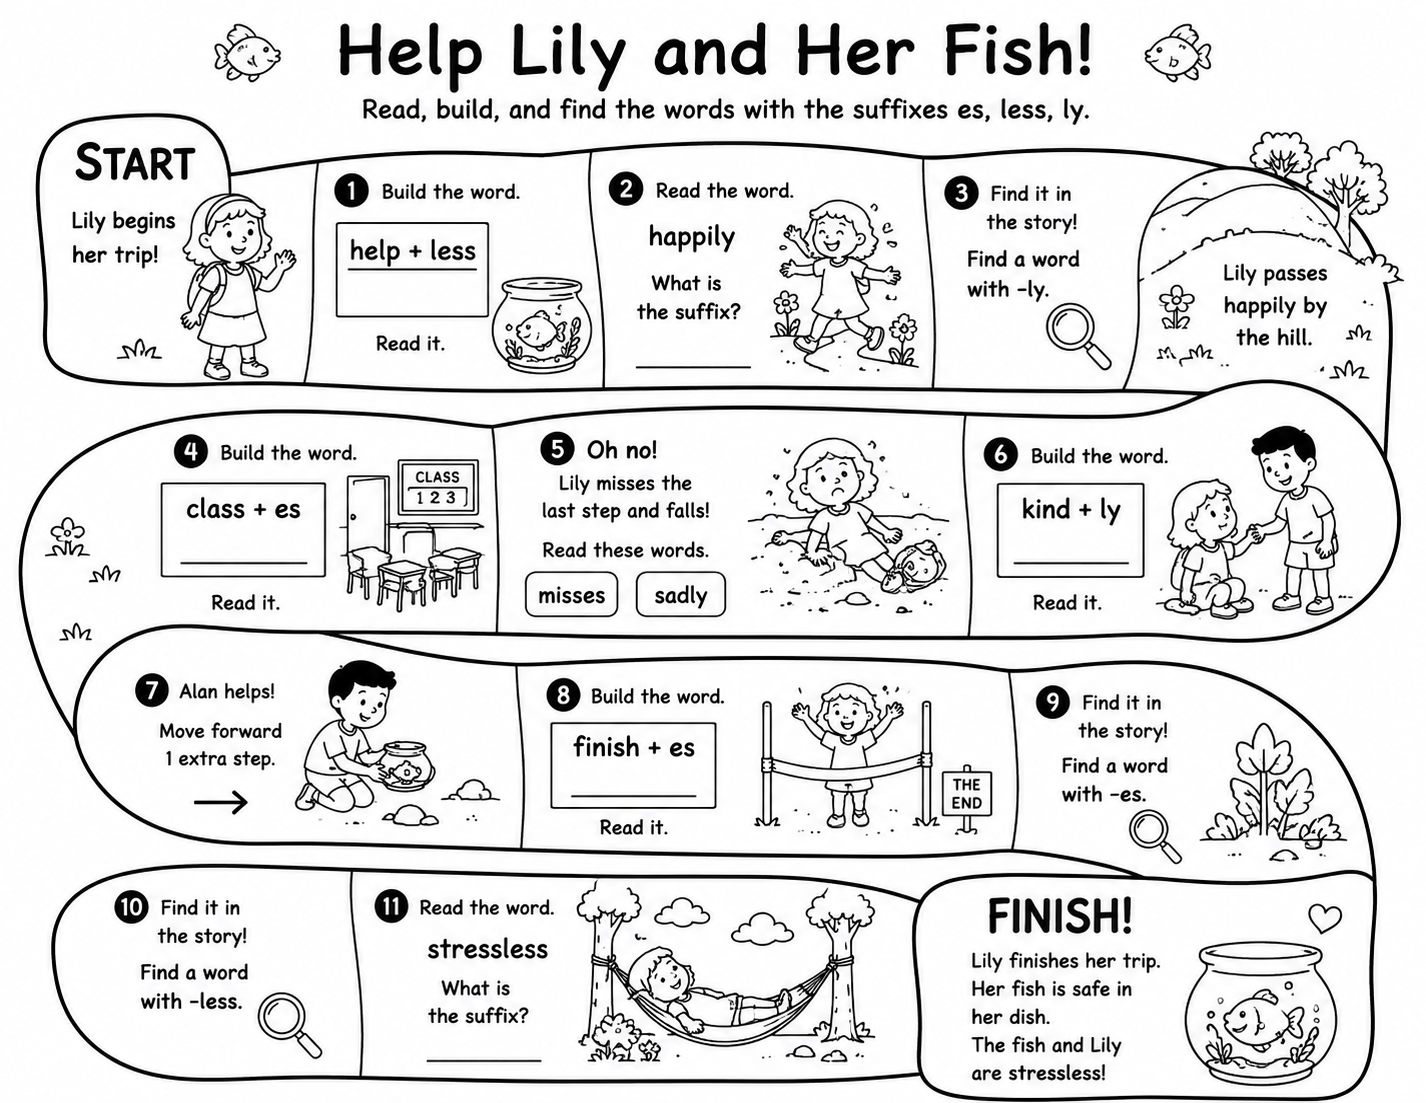 Help Lily and Her Fish!
Read, build, and find the words with the suffixes es, less, ly.
START
Lily begins
her trip!
1 Build the word.
help + less
Read it.
2 Read the word.
happily
What is
the suffix?
3 Find it in
the story!
Find a word
with –ly.
Lily passes
happily by
the hill.
4 Build the word.
class + es
Read it.
CLASS
1 2 3
5 Oh no!
Lily misses the
last step and falls!
Read these words.
misses sadly
6 Build the word.
kind + ly
Read it.
7 Alan helps!
Move forward
1 extra step.
8 Build the word.
finish + es
Read it.
THE
END
9 Find it in
the story!
Find a word
with –es.
10 Find it in
the story!
Find a word
with –less.
11 Read the word.
stressless
What is
the suffix?
FINISH!
Lily finishes her trip.
Her fish is safe in
her dish.
The fish and Lily
are stressless!